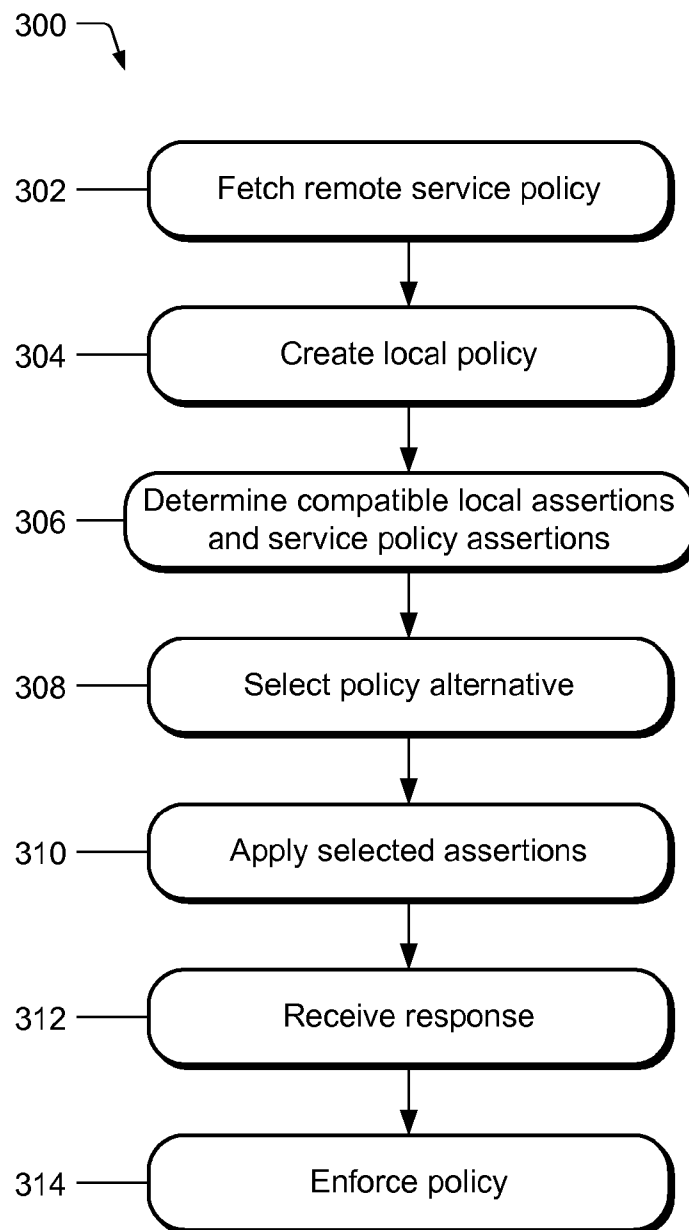 300
302
Fetch remote service policy
304
Create local policy
306
Determine compatible local assertions
and service policy assertions
308
Select policy alternative
310
Apply selected assertions
312
Receive response
314
Enforce policy